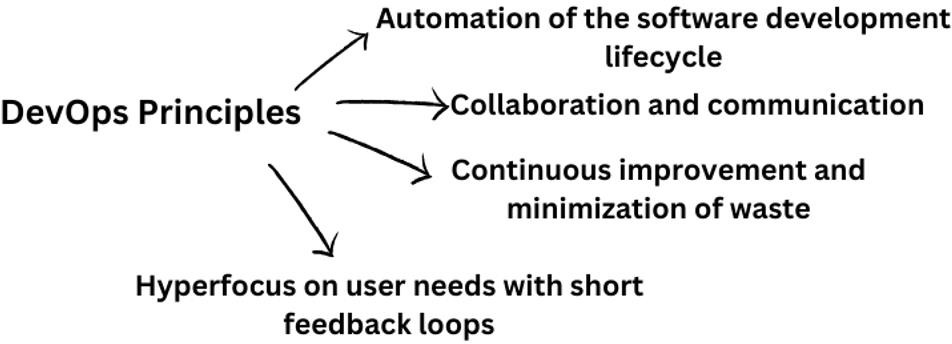 DevOps Principles
Automation of the software development
lifecycle
Collaboration and communication
Continuous improvement and
minimization of waste
Hyperfocus on user needs with short
feedback loops